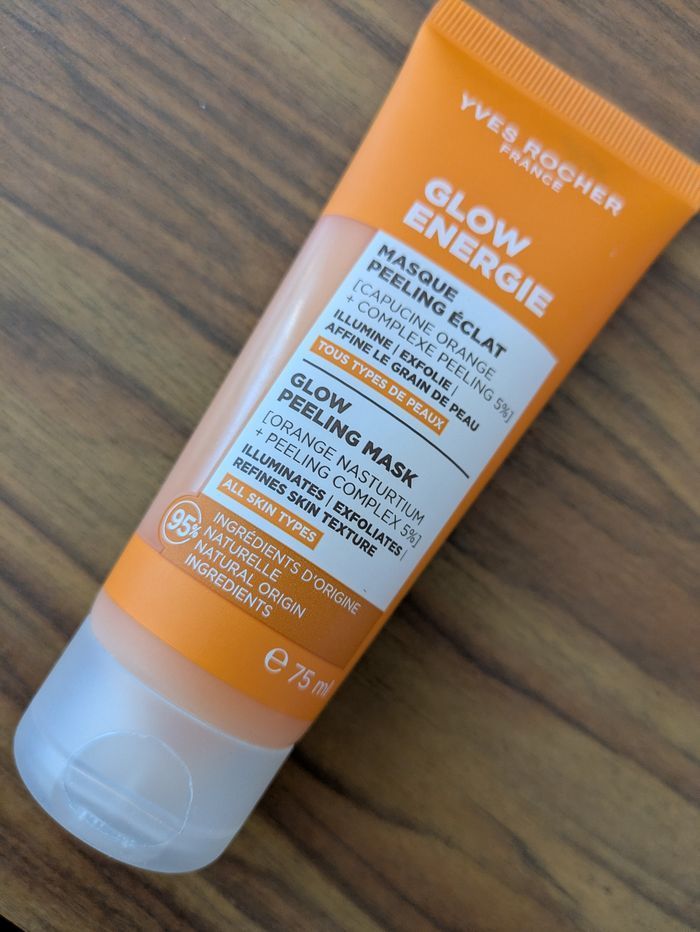 YVES ROCHER
FRANCE
GLOW
ENERGIE
MASQUE
PEELING ÉCLAT
[CAPUCINE ORANGE
+ COMPLEXE PEELING 5%]
ILLUMINE | EXFOLIE |
AFFINE LE GRAIN DE PEAU
TOUS TYPES DE PEAUX
GLOW
PEELING MASK
[ORANGE NASTURTIUM
+ PEELING COMPLEX 5%]
ILLUMINATES | EXFOLIATES |
REFINES SKIN TEXTURE
ALL SKIN TYPES
95%
INGRÉDIENTS D'ORIGINE
NATURELLE
NATURAL ORIGIN
INGREDIENTS
℮ 75 ml